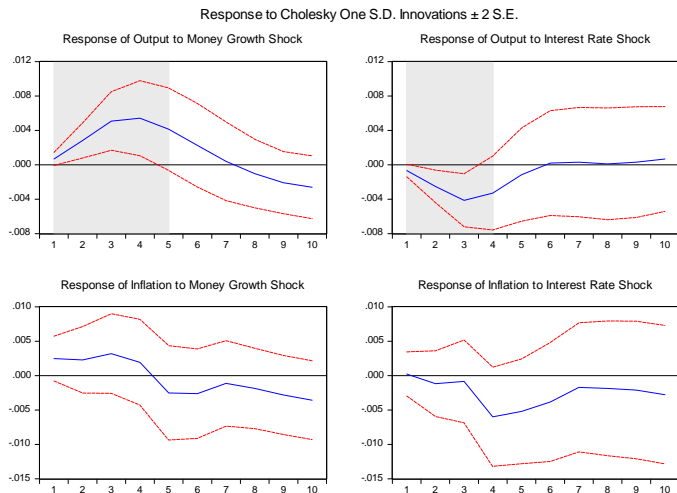 Response to Cholesky One S.D. Innovations ± 2 S.E.
Response of Output to Money Growth Shock
.012
.008
.004
.000
-.004
-.008
1 2 3 4 5 6 7 8 9 10
Response of Output to Interest Rate Shock
.012
.008
.004
.000
-.004
-.008
1 2 3 4 5 6 7 8 9 10
Response of Inflation to Money Growth Shock
.010
.005
.000
-.005
-.010
-.015
1 2 3 4 5 6 7 8 9 10
Response of Inflation to Interest Rate Shock
.010
.005
.000
-.005
-.010
-.015
1 2 3 4 5 6 7 8 9 10